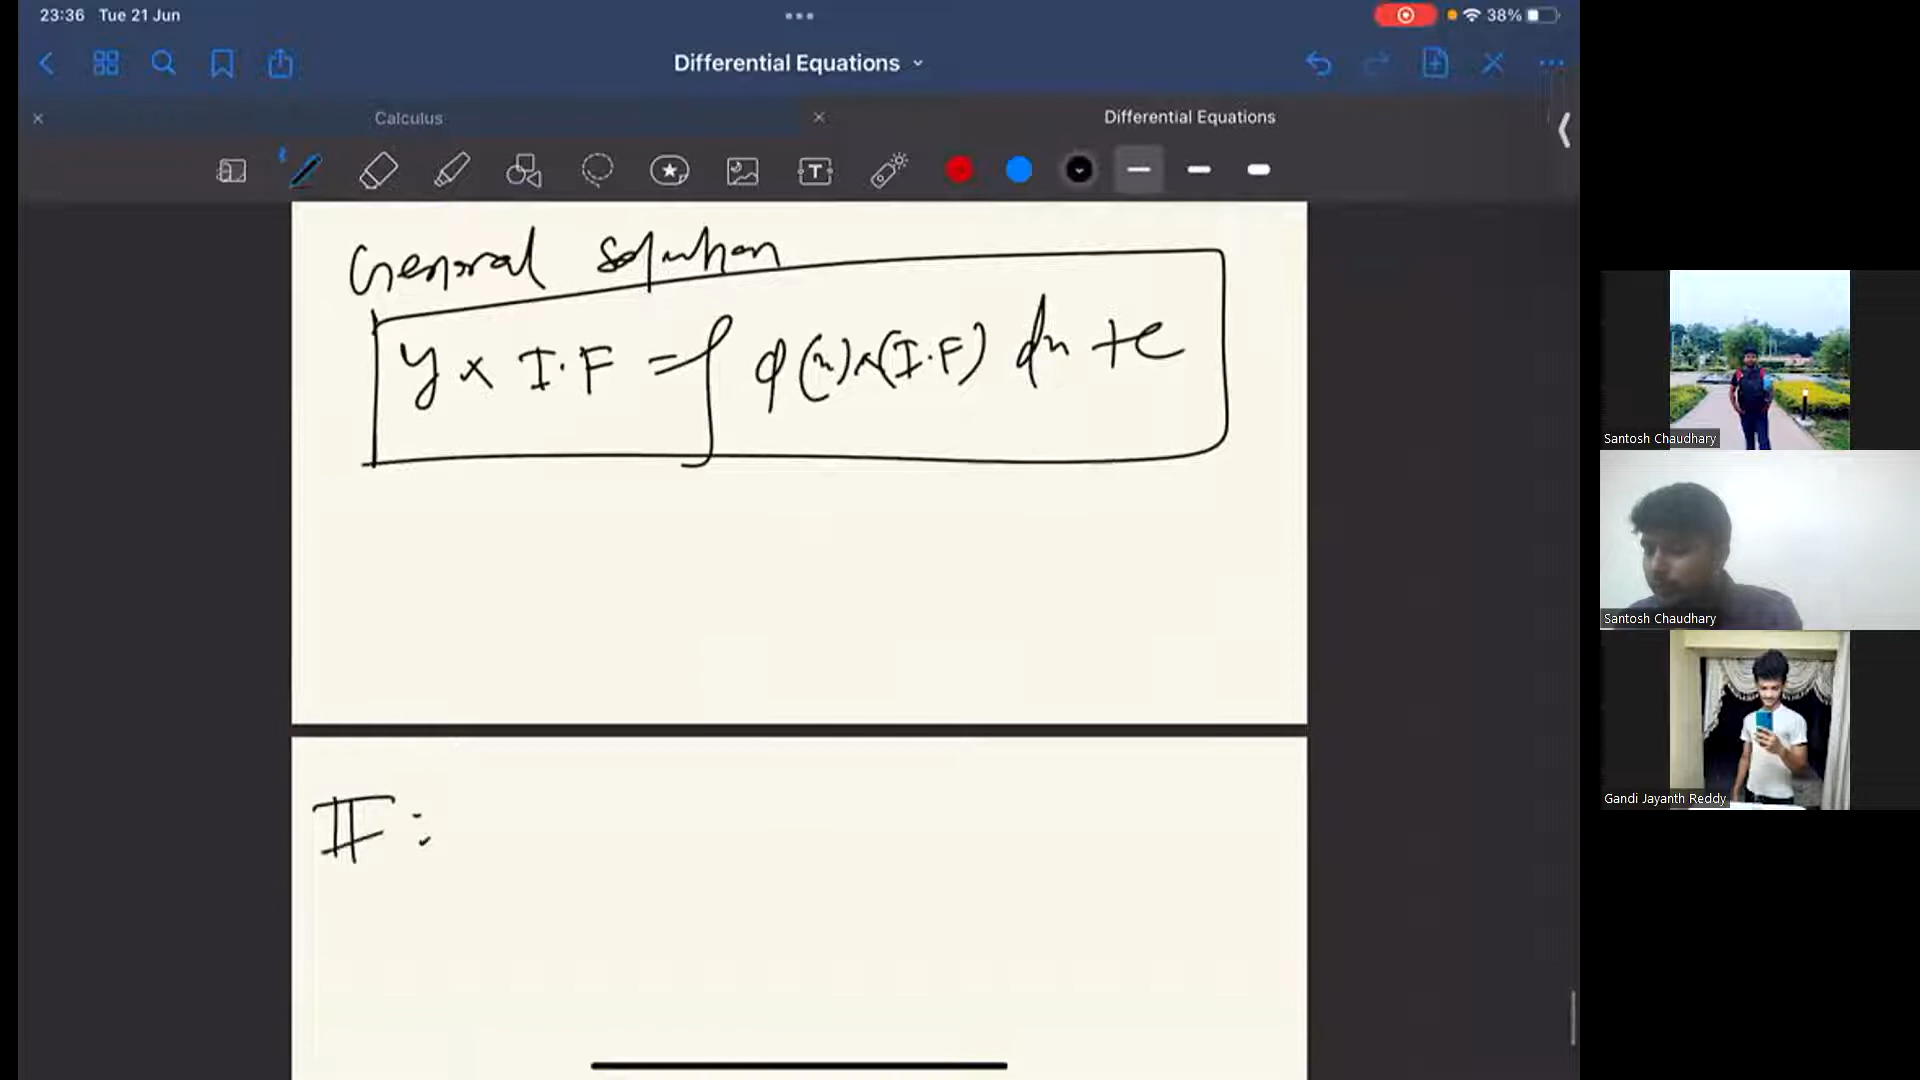 23:36 Tue 21 Jun
38%
Differential Equations
Calculus
Differential Equations
T
General solution
y × I.F = ∫ φ(x)×(I.F) dx + c
II :
Santosh Chaudhary
Santosh Chaudhary
Gandi Jayanth Reddy